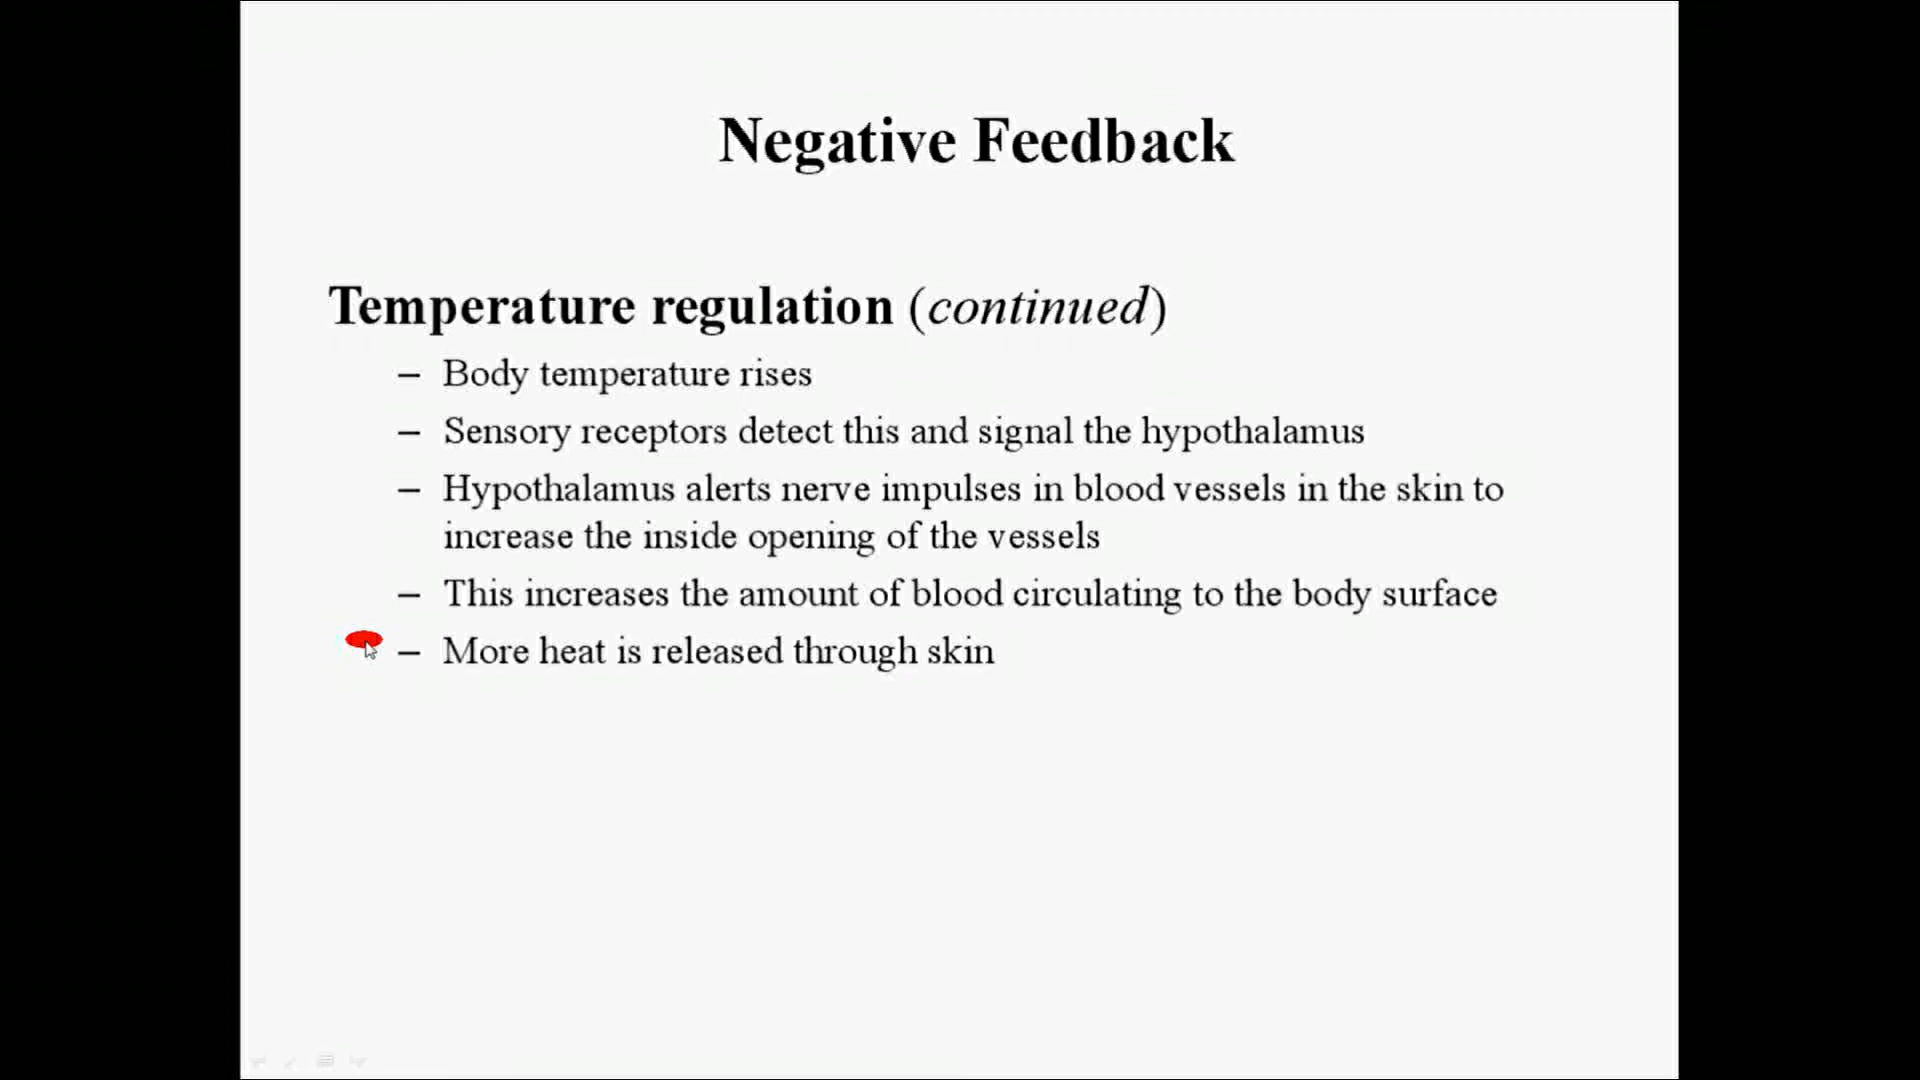 Negative Feedback
Temperature regulation (continued)
– Body temperature rises
– Sensory receptors detect this and signal the hypothalamus
– Hypothalamus alerts nerve impulses in blood vessels in the skin to
increase the inside opening of the vessels
– This increases the amount of blood circulating to the body surface
– More heat is released through skin